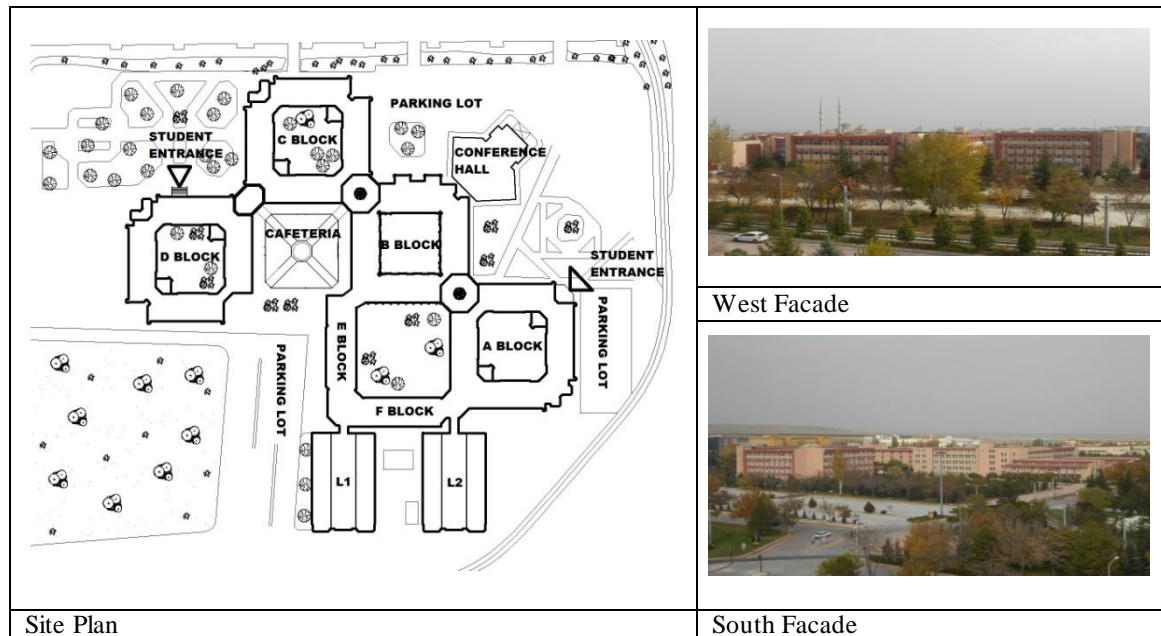 PARKING LOT
C BLOCK
STUDENT
ENTRANCE
CONFERENCE
HALL
CAFETERIA
B BLOCK
D BLOCK
STUDENT
ENTRANCE
PARKING LOT
E BLOCK
A BLOCK
PARKING LOT
F BLOCK
L1
L2
Site Plan
West Facade
South Facade